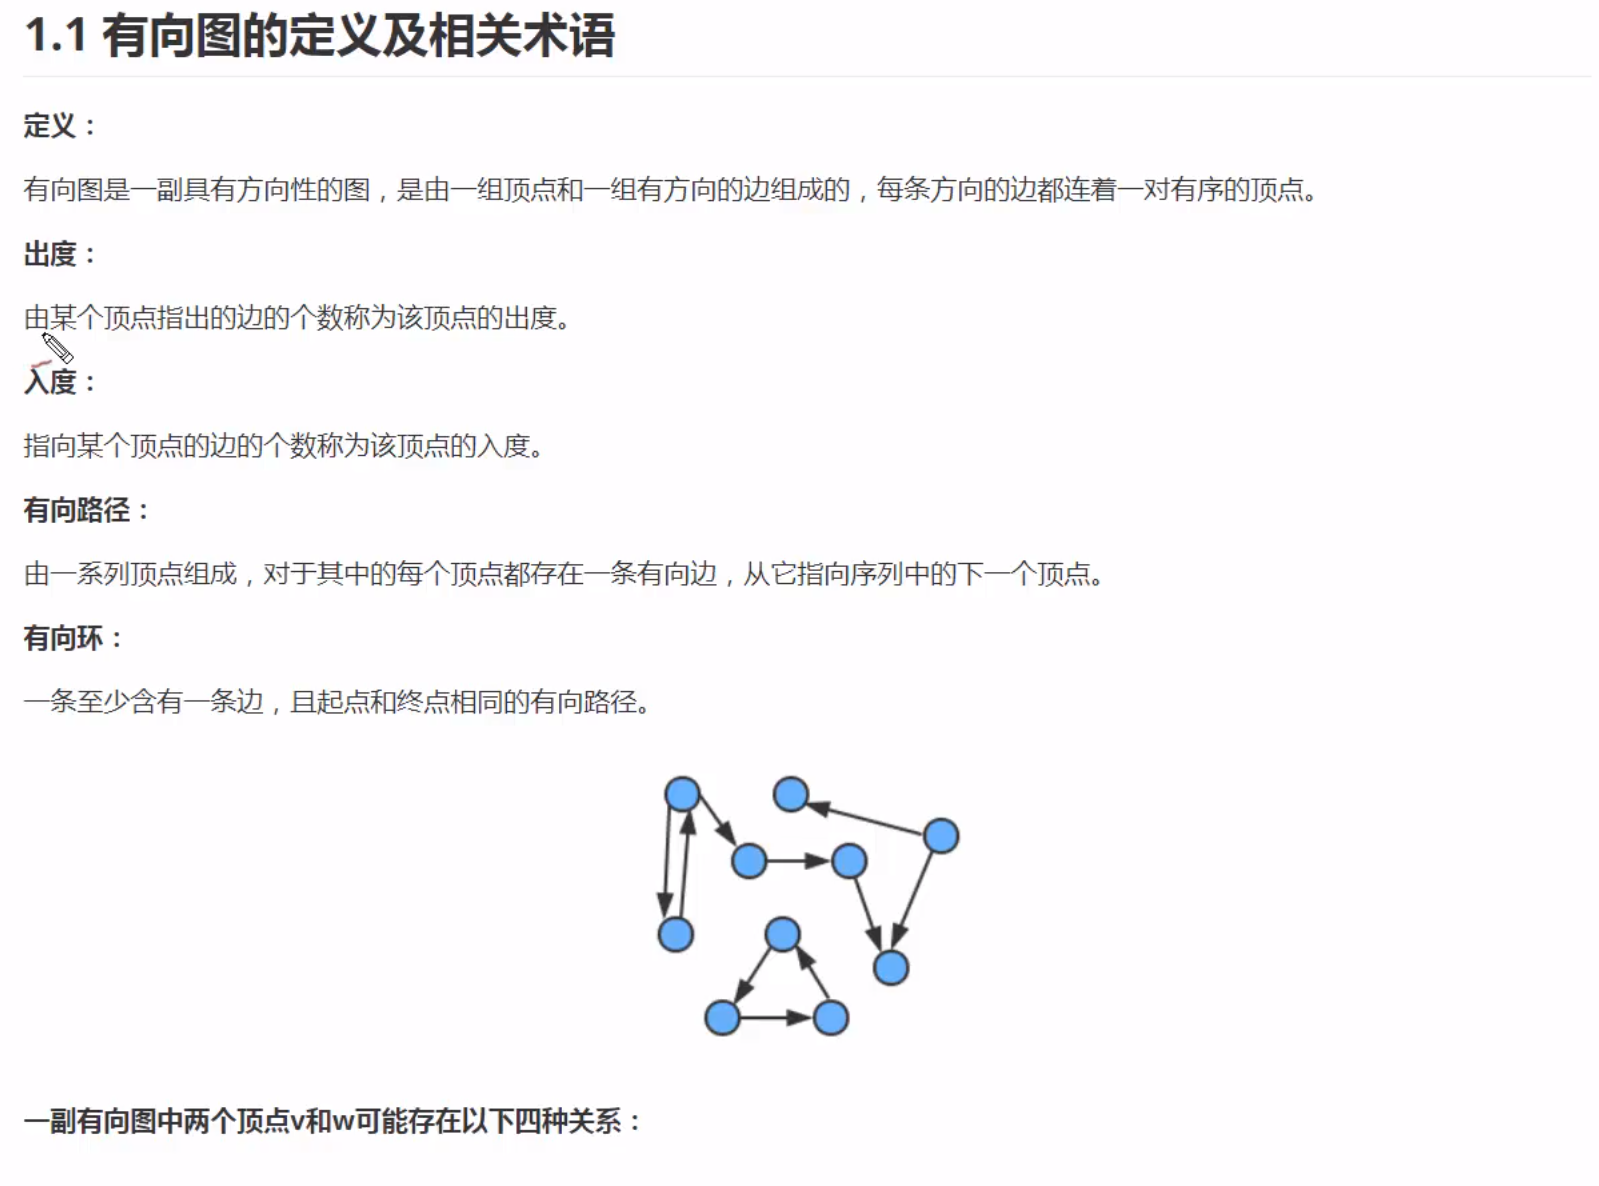 1.1 有向图的定义及相关术语
定义：
有向图是一副具有方向性的图，是由一组顶点和一组有方向的边组成的，每条方向的边都连着一对有序的顶点。
出度：
由某个顶点指出的边的个数称为该顶点的出度。
入度：
指向某个顶点的边的个数称为该顶点的入度。
有向路径：
由一系列顶点组成，对于其中的每个顶点都存在一条有向边，从它指向序列中的下一个顶点。
有向环：
一条至少含有一条边，且起点和终点相同的有向路径。
一副有向图中两个顶点v和w可能存在以下四种关系：